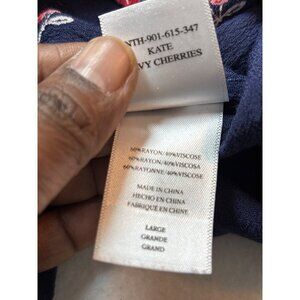 NTH-901-615-347
KATE
VY CHERRIES
60%RAYON/40%VISCOSE
60%RAYON/40%VISCOSA
60%RAYONNE/40%VISCOSE
MADE IN CHINA
HECHO EN CHINA
FABRIQUÉ EN CHINE
LARGE
GRANDE
GRAND